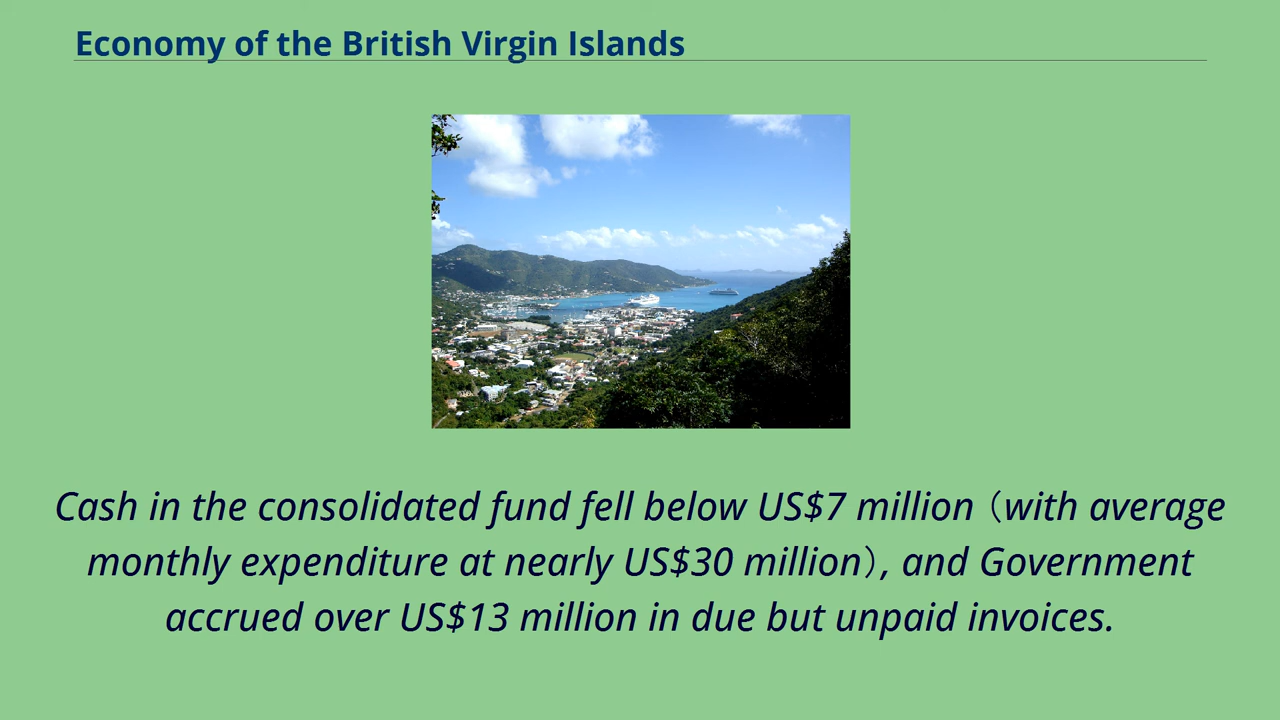 Economy of the British Virgin Islands
Cash in the consolidated fund fell below US$7 million (with average
monthly expenditure at nearly US$30 million), and Government
accrued over US$13 million in due but unpaid invoices.